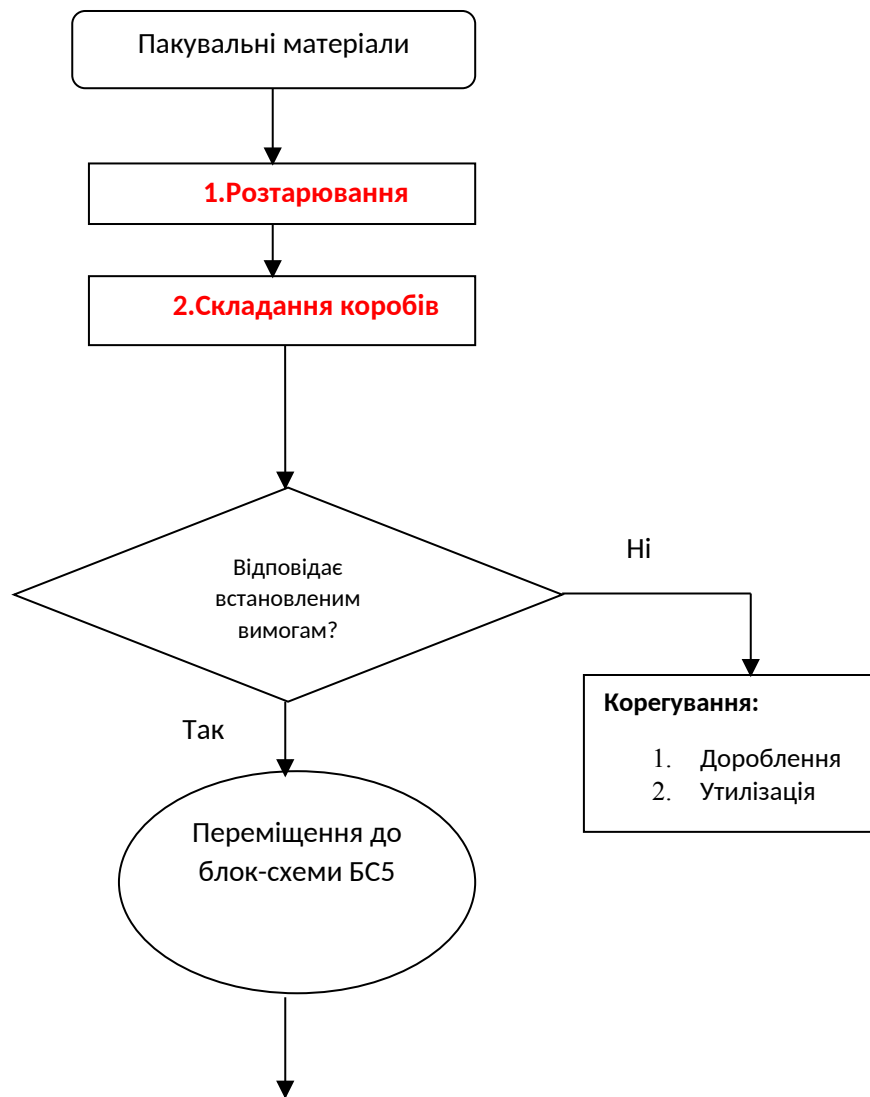 Пакувальні матеріали
1.Розтарювання
2.Складання коробів
Відповідає
встановленим
вимогам?
Ні
Так
Корегування:
1. Дороблення
2. Утилізація
Переміщення до
блок-схеми БС5